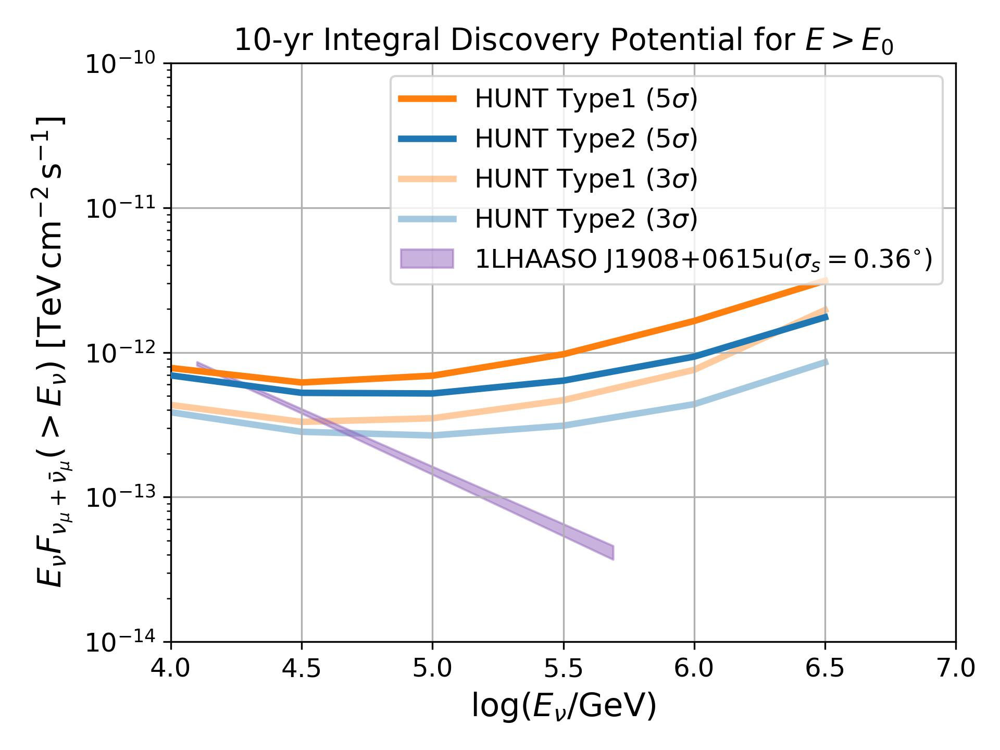 10-yr Integral Discovery Potential for E > E₀
10⁻¹⁰
10⁻¹¹
10⁻¹²
10⁻¹³
10⁻¹⁴
E_ν F_{ν_μ + ν̄_μ}(> E_ν) [TeV cm⁻² s⁻¹]
HUNT Type1 (5σ)
HUNT Type2 (5σ)
HUNT Type1 (3σ)
HUNT Type2 (3σ)
1LHAASO J1908+0615u(σ_s = 0.36°)
4.0 4.5 5.0 5.5 6.0 6.5 7.0
log(E_ν/GeV)